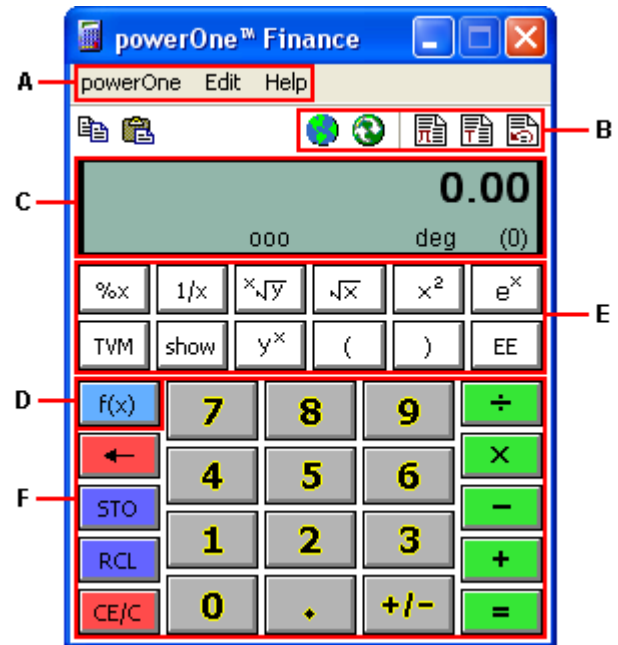 powerOne™ Finance
A powerOne Edit Help
π T B
C 0.00
ooo deg (0)
%x 1/x ˣ√y √x x² eˣ
E
TVM show yˣ ( ) EE
D f(x) 7 8 9 ÷
← 4 5 6 ×
F STO −
1 2 3
RCL +
CE/C 0 . +/- =